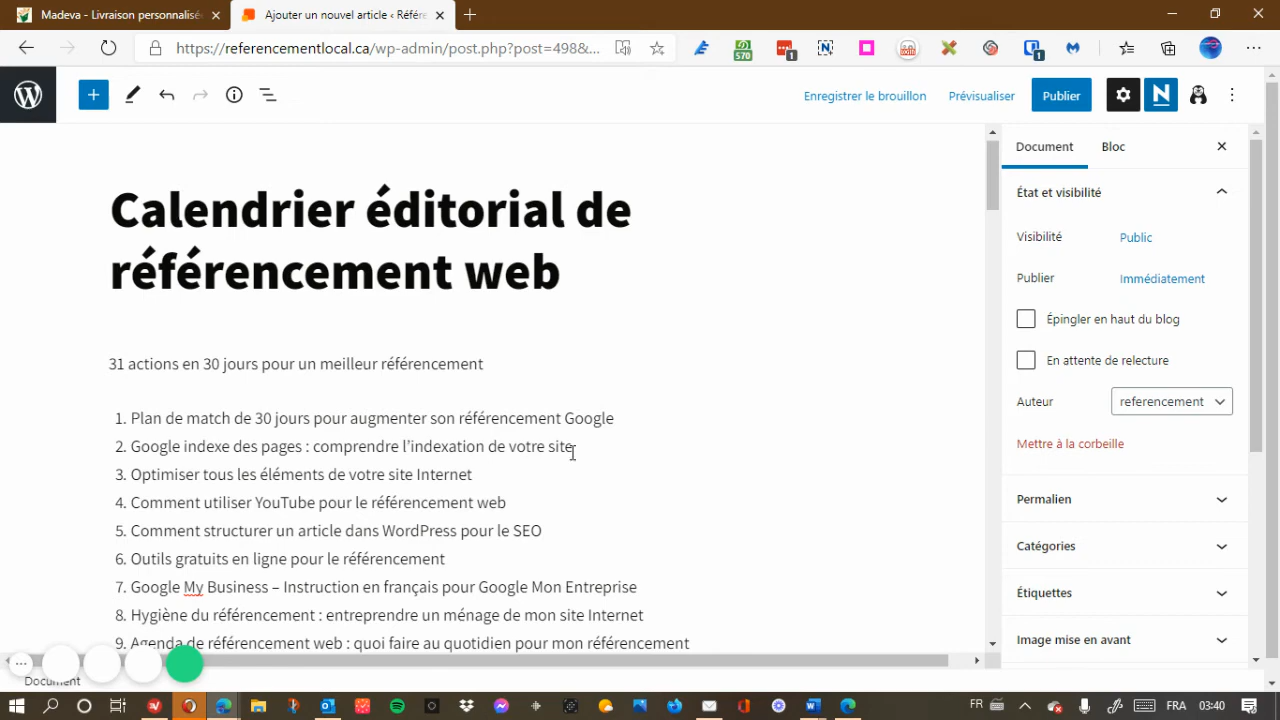 Madeva - Livraison personnalisé
Ajouter un nouvel article ‹ Référe
https://referencementlocal.ca/wp-admin/post.php?post=498&...
570
1
1
Enregistrer le brouillon
Prévisualiser
Publier
Calendrier éditorial de
référencement web
31 actions en 30 jours pour un meilleur référencement
1. Plan de match de 30 jours pour augmenter son référencement Google
2. Google indexe des pages : comprendre l'indexation de votre site
3. Optimiser tous les éléments de votre site Internet
4. Comment utiliser YouTube pour le référencement web
5. Comment structurer un article dans WordPress pour le SEO
6. Outils gratuits en ligne pour le référencement
7. Google My Business – Instruction en français pour Google Mon Entreprise
8. Hygiène du référencement : entreprendre un ménage de mon site Internet
9. Agenda de référencement web : quoi faire au quotidien pour mon référencement
Document
Document
Bloc
État et visibilité
Visibilité
Public
Publier
Immédiatement
Épingler en haut du blog
En attente de relecture
Auteur
referencement
Mettre à la corbeille
Permalien
Catégories
Étiquettes
Image mise en avant
FR
FRA
03:40